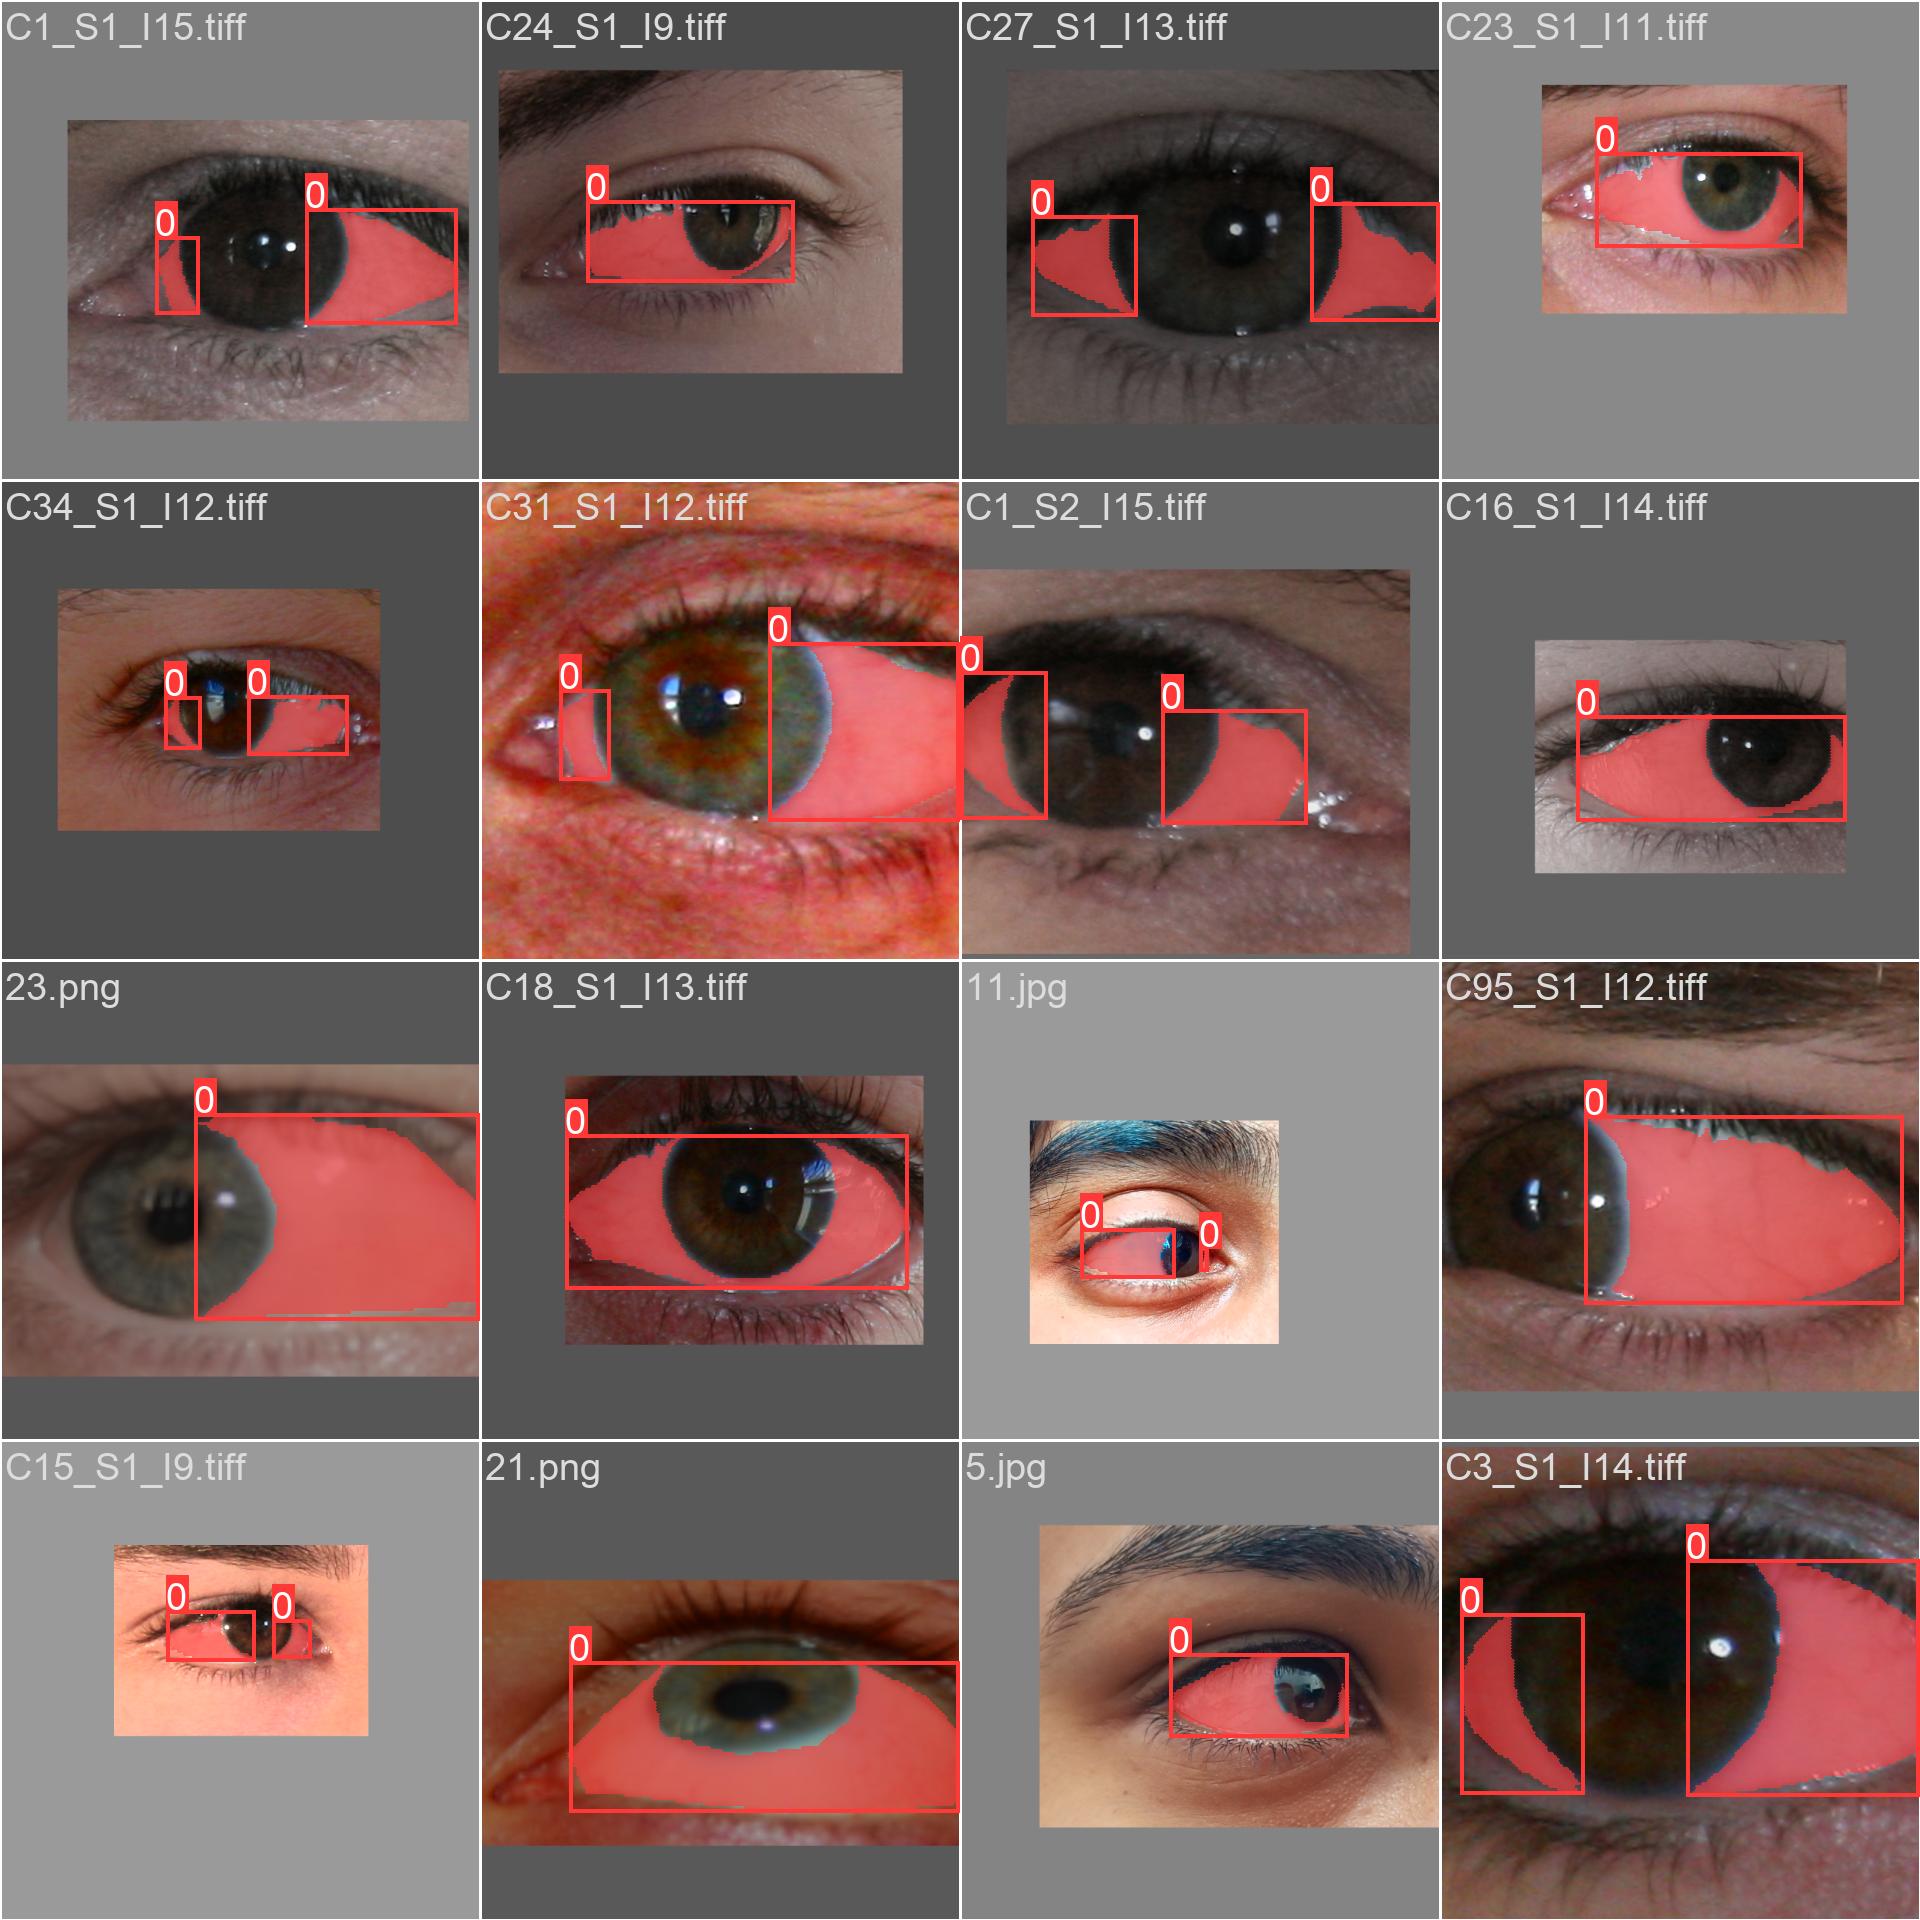 C1_S1_I15.tiff
C24_S1_I9.tiff
C27_S1_I13.tiff
C23_S1_I11.tiff
0
0
0
0
0
0
C34_S1_I12.tiff
C31_S1_I12.tiff
C1_S2_I15.tiff
C16_S1_I14.tiff
0
0
0
0
0
0
0
23.png
C18_S1_I13.tiff
11.jpg
C95_S1_I12.tiff
0
0
0
0
0
C15_S1_I9.tiff
21.png
5.jpg
C3_S1_I14.tiff
0
0
0
0
0
0